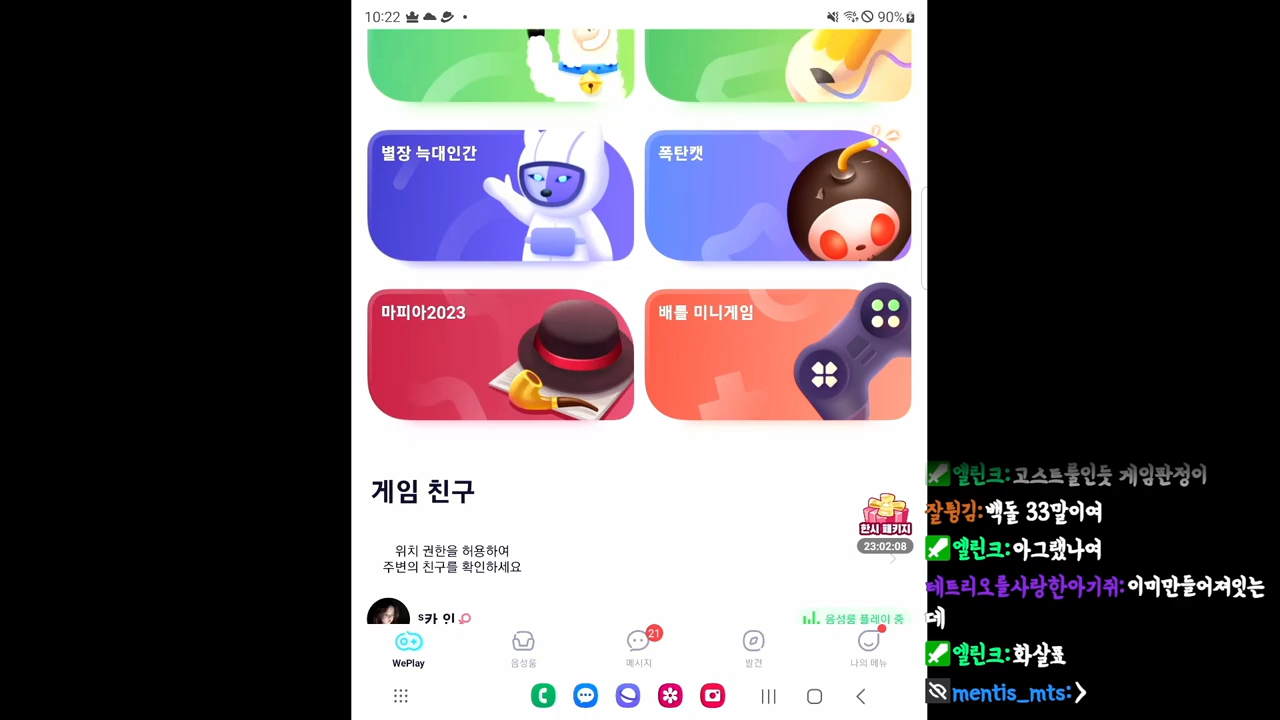 10:22
90%
별장 늑대인간
폭탄캣
마피아2023
배틀 미니게임
게임 친구
한시 패키지
23:02:08
위치 권한을 허용하여
주변의 친구를 확인하세요
ˢ카 인
음성룸 플레이 중
21
WePlay
음성룸
메시지
발견
나의 메뉴
엘린크: 고스트룰인듯 게임판정이
잘튕김: 백돌 33말이여
엘린크: 아그랬나여
테트리오를사랑한아기쥐: 이미만들어져잇는
데
엘린크: 화살표
mentis_mts: >